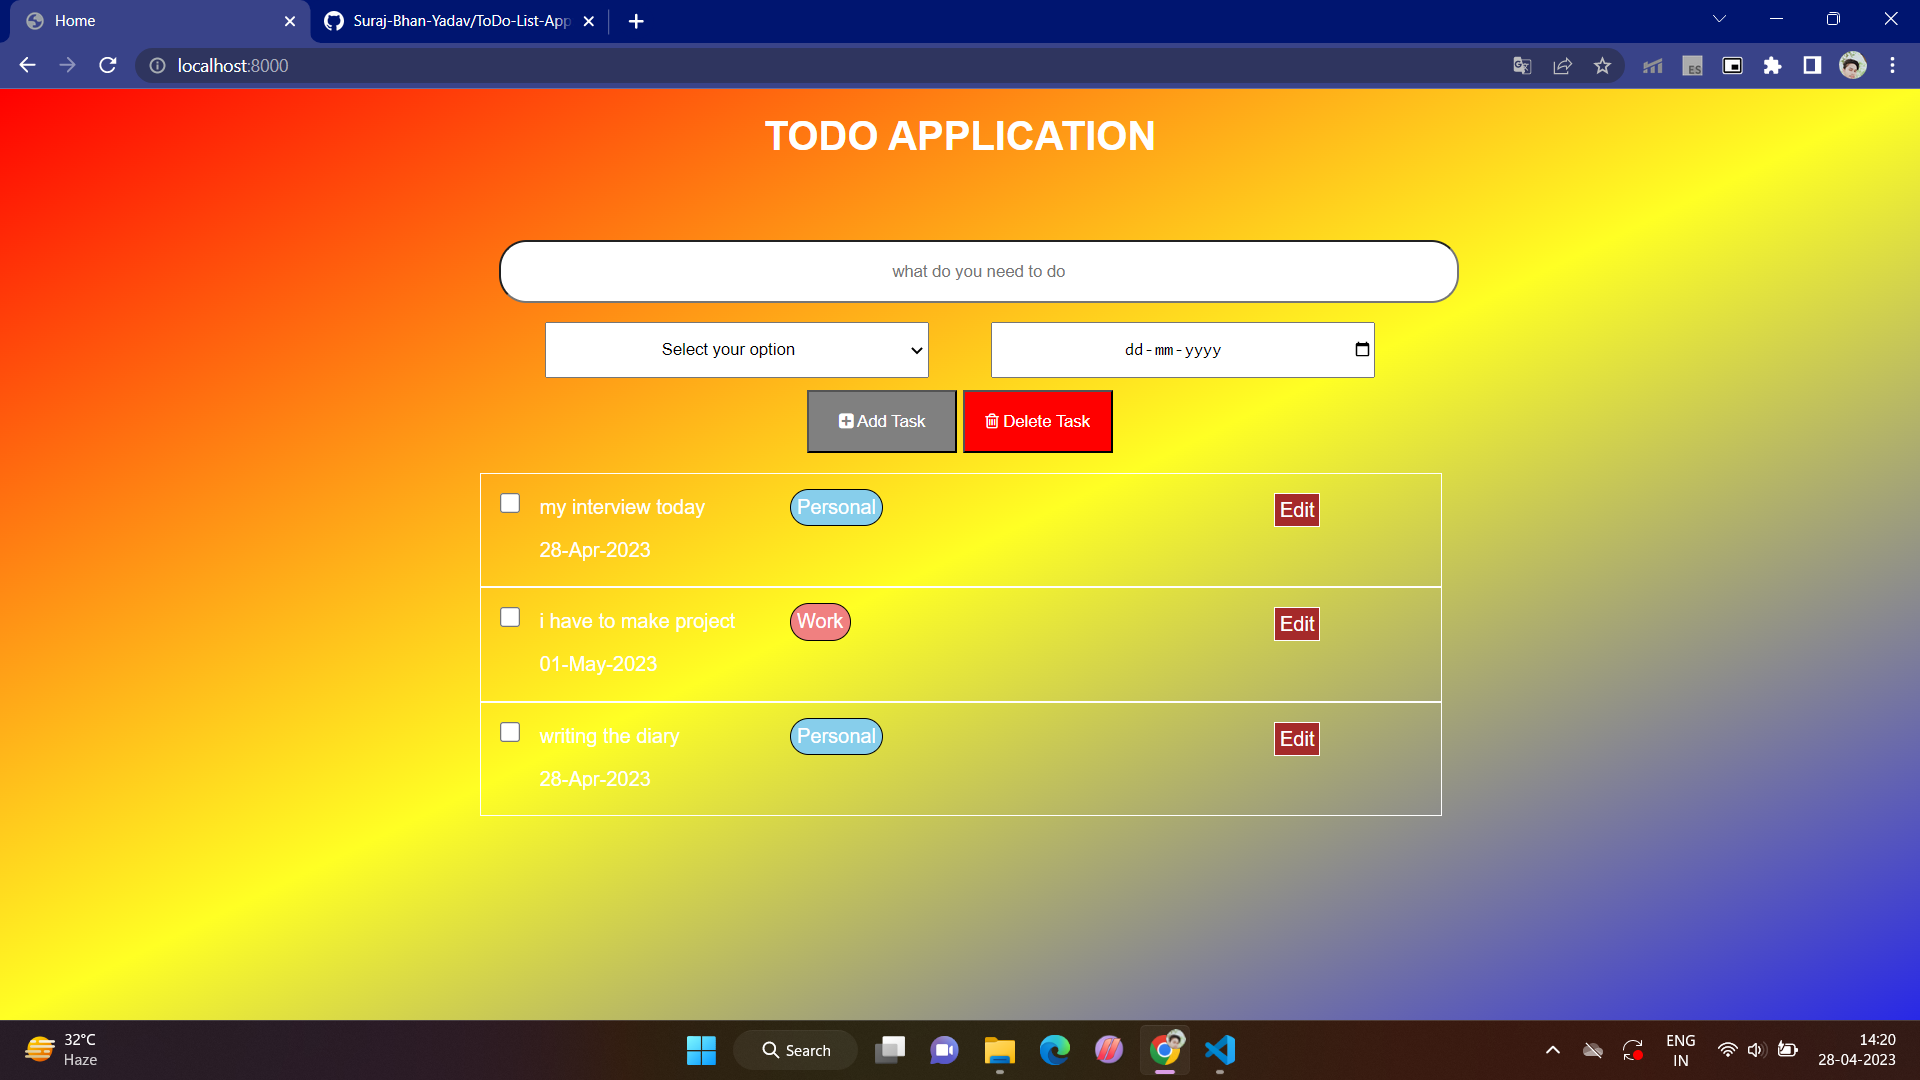 Home
Suraj-Bhan-Yadav/ToDo-List-App
localhost:8000
ES
TODO APPLICATION
what do you need to do
Select your option
dd-mm-yyyy
Add Task
Delete Task
my interview today
Personal
Edit
28-Apr-2023
i have to make project
Work
Edit
01-May-2023
writing the diary
Personal
Edit
28-Apr-2023
32°C
Haze
Search
ENG
IN
14:20
28-04-2023